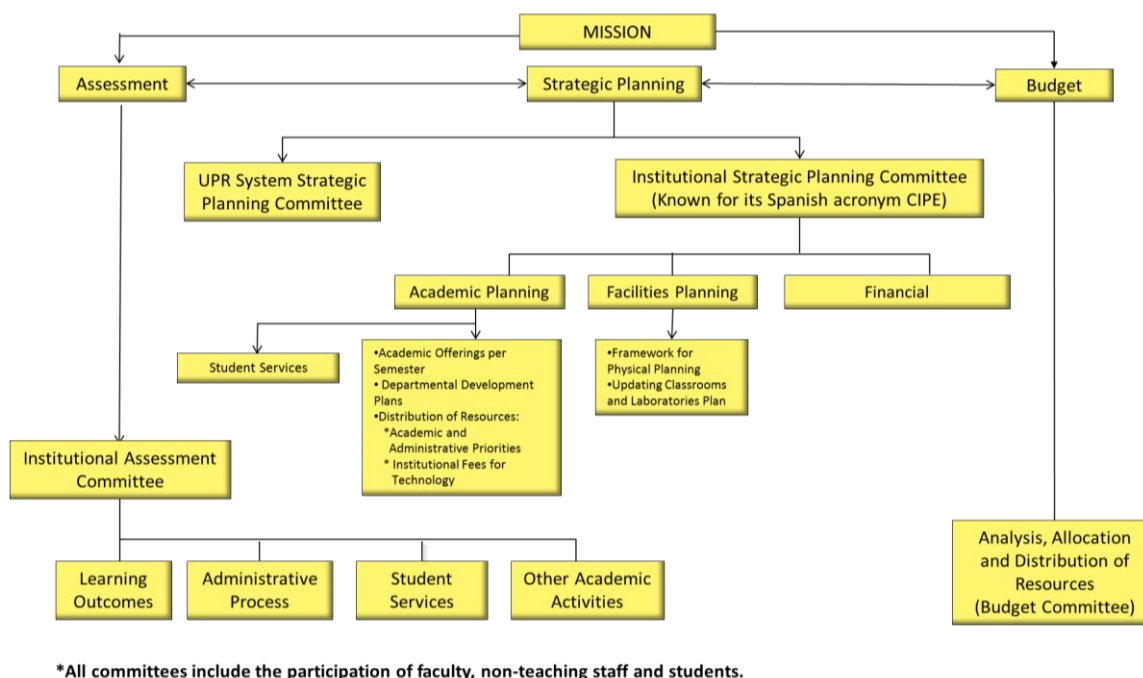 MISSION
Assessment
Strategic Planning
Budget
UPR System Strategic
Planning Committee
Institutional Strategic Planning Committee
(Known for its Spanish acronym CIPE)
Academic Planning
Facilities Planning
Financial
Student Services
•Academic Offerings per
Semester
• Departmental Development
Plans
•Distribution of Resources:
*Academic and
Administrative Priorities
* Institutional Fees for
Technology
•Framework for
Physical Planning
•Updating Classrooms
and Laboratories Plan
Institutional Assessment
Committee
Learning
Outcomes
Administrative
Process
Student
Services
Other Academic
Activities
Analysis, Allocation
and Distribution of
Resources
(Budget Committee)
*All committees include the participation of faculty, non-teaching staff and students.